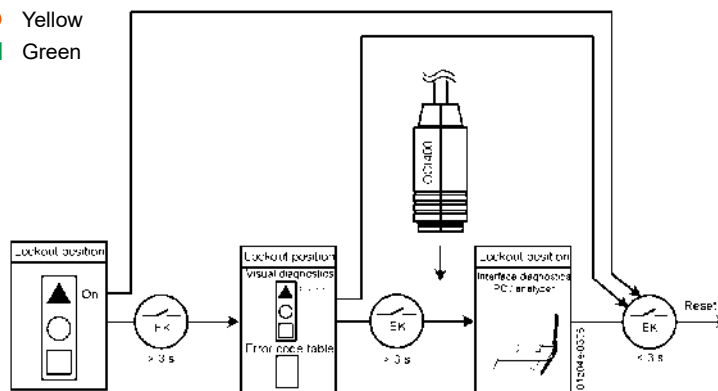 Yellow
Green
OCI400
Lockout position
On
EK
> 3 s
Lockout position
Visual diagnostics
Error code table
EK
> 3 s
Lockout position
Interface diagnostics
PC / analyzer
EK
< 3 s
Reset